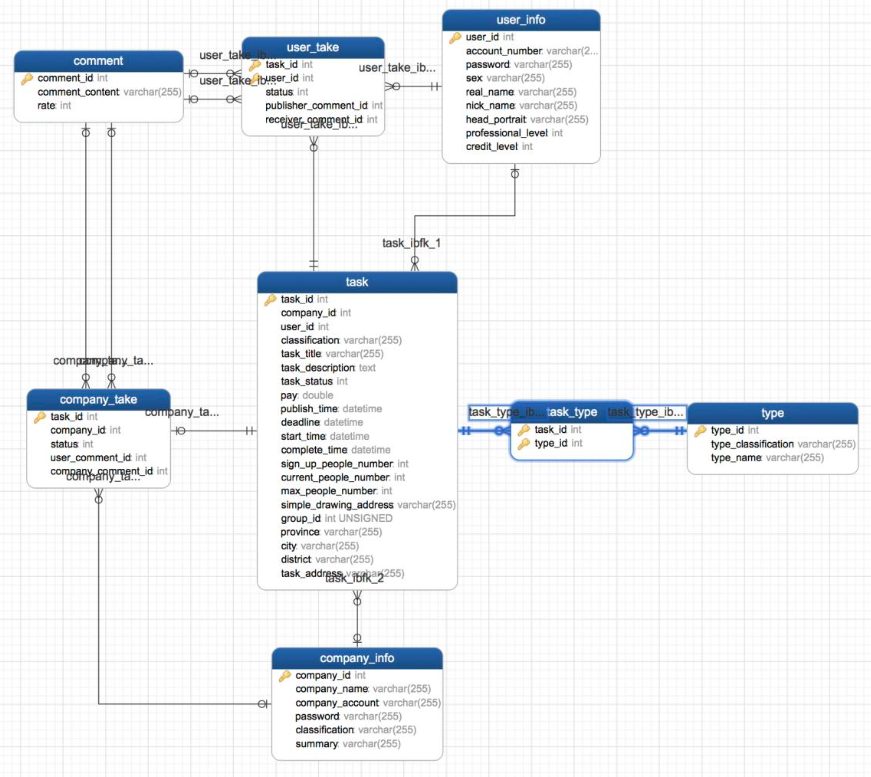 comment
comment_id int
comment_content varchar(255)
rate: int
user_take_ib...
user_take_ib...
user_take
task_id int
user_id int
status: int
publisher_comment_id int
receiver_comment_id int
user_take_ib...
user_take_ib...
user_info
user_id int
account_number: varchar(2...
password: varchar(255)
sex: varchar(255)
real_name: varchar(255)
nick_name: varchar(255)
head_portrait: varchar(255)
professional_level: int
credit_level: int
task_ibfk_1
task
task_id int
company_id: int
user_id: int
classification: varchar(255)
task_title: varchar(255)
task_description: text
task_status: int
pay: double
publish_time: datetime
deadline: datetime
start_time: datetime
complete_time: datetime
sign_up_people_number: int
current_people_number: int
max_people_number: int
simple_drawing_address: varchar(255)
group_id: int UNSIGNED
province: varchar(255)
city: varchar(255)
district: varchar(255)
task_address: varchar(255)
task_ibfk_2
company_ta...
company_ta...
company_take
task_id int
company_id: int
status: int
user_comment_id: int
company_comment_id: int
company_ta...
company_ta...
task_type_ib...
task_type
task_type_ib...
task_id: int
type_id: int
type
type_id: int
type_classification: varchar(255)
type_name: varchar(255)
company_info
company_id: int
company_name: varchar(255)
company_account: varchar(255)
password: varchar(255)
classification: varchar(255)
summary: varchar(255)